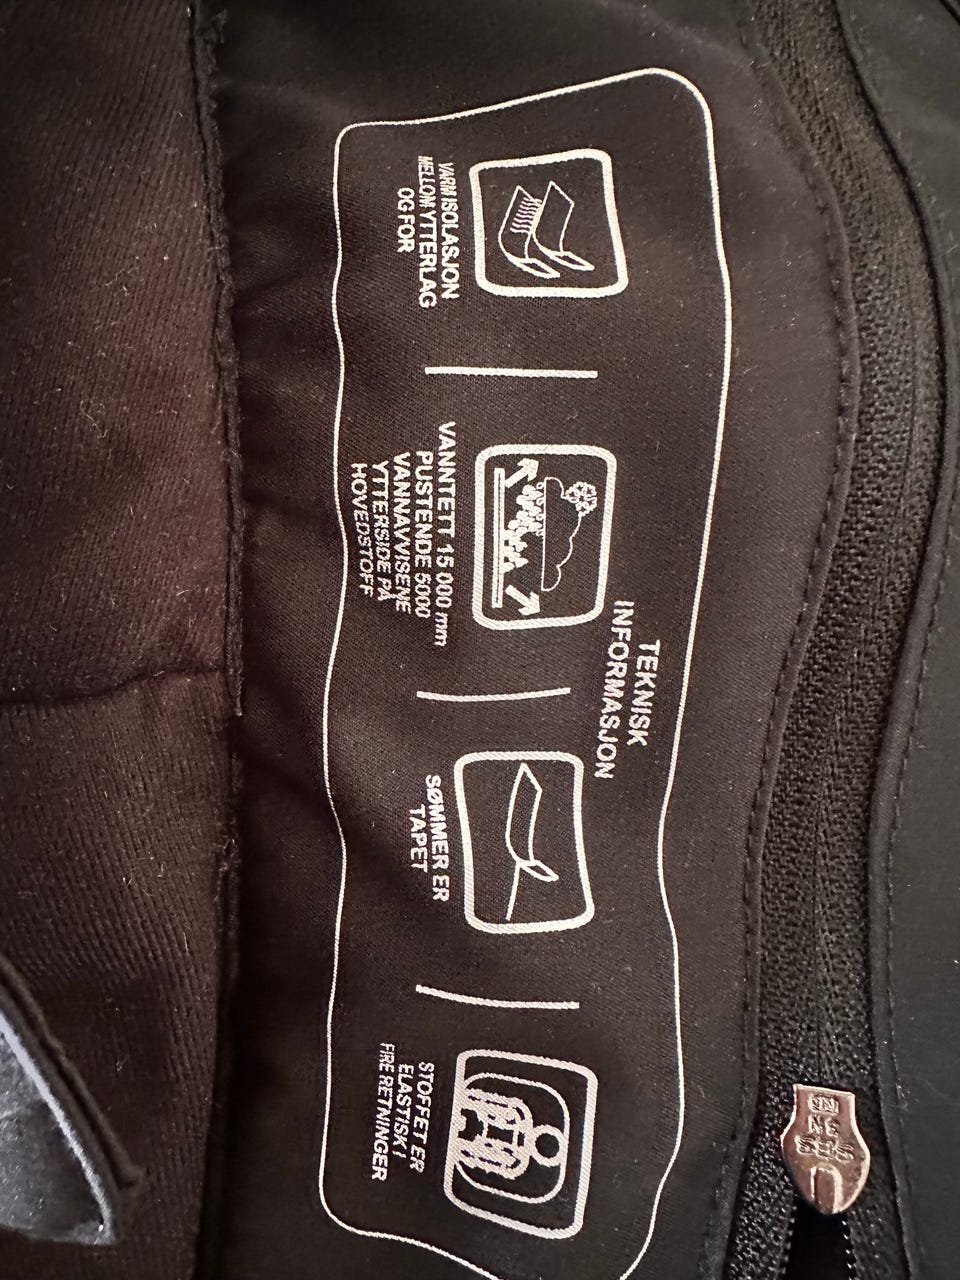 TEKNISK
INFORMASJON
VARM ISOLASJON
MELLOM YTTERLAG
OG FOR
VANNTETT 15 000 mm
PUSTENDE 5000
VANNAVVISENE
YTTERSIDE PÅ
HOVEDSTOFF
SØMMER ER
TAPET
STOFFET ER
ELASTISK I
FIRE RETNINGER